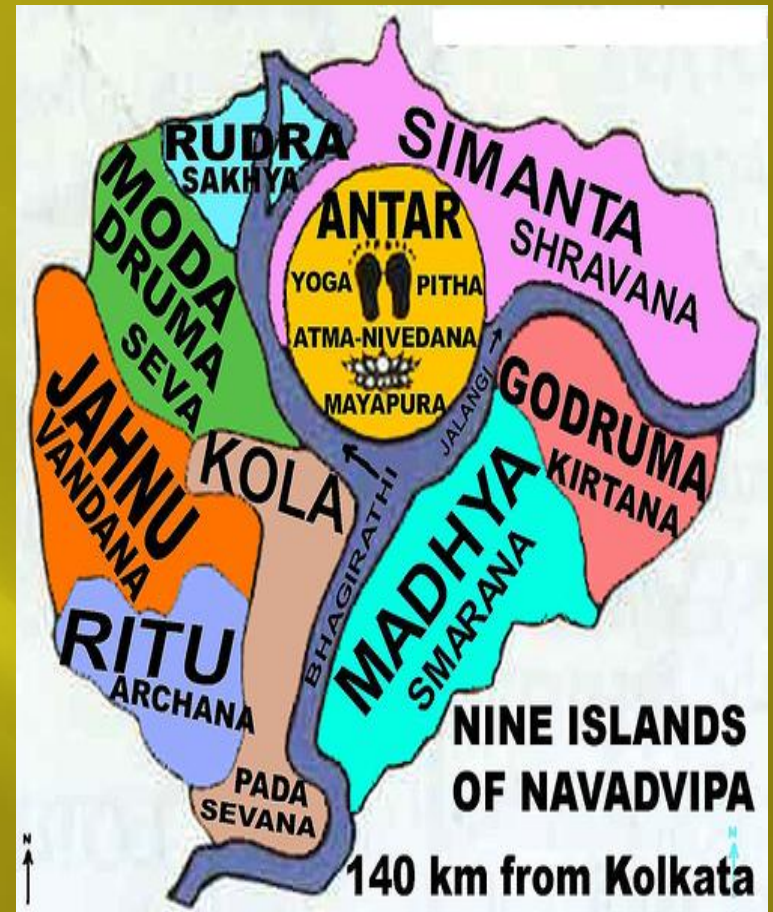 RUDRA
SAKHYA
SIMANTA
SHRAVANA
MODA
DRUMA
SEVA
ANTAR
YOGA PITHA
ATMA-NIVEDANA
MAYAPURA
JALANGI
GODRUMA
KIRTANA
JAHNU
VANDANA
KOLA
BHAGIRATHI
MADHYA
SMARANA
RITU
ARCHANA
PADA
SEVANA
NINE ISLANDS
OF NAVADVIPA
140 km from Kolkata
N
N